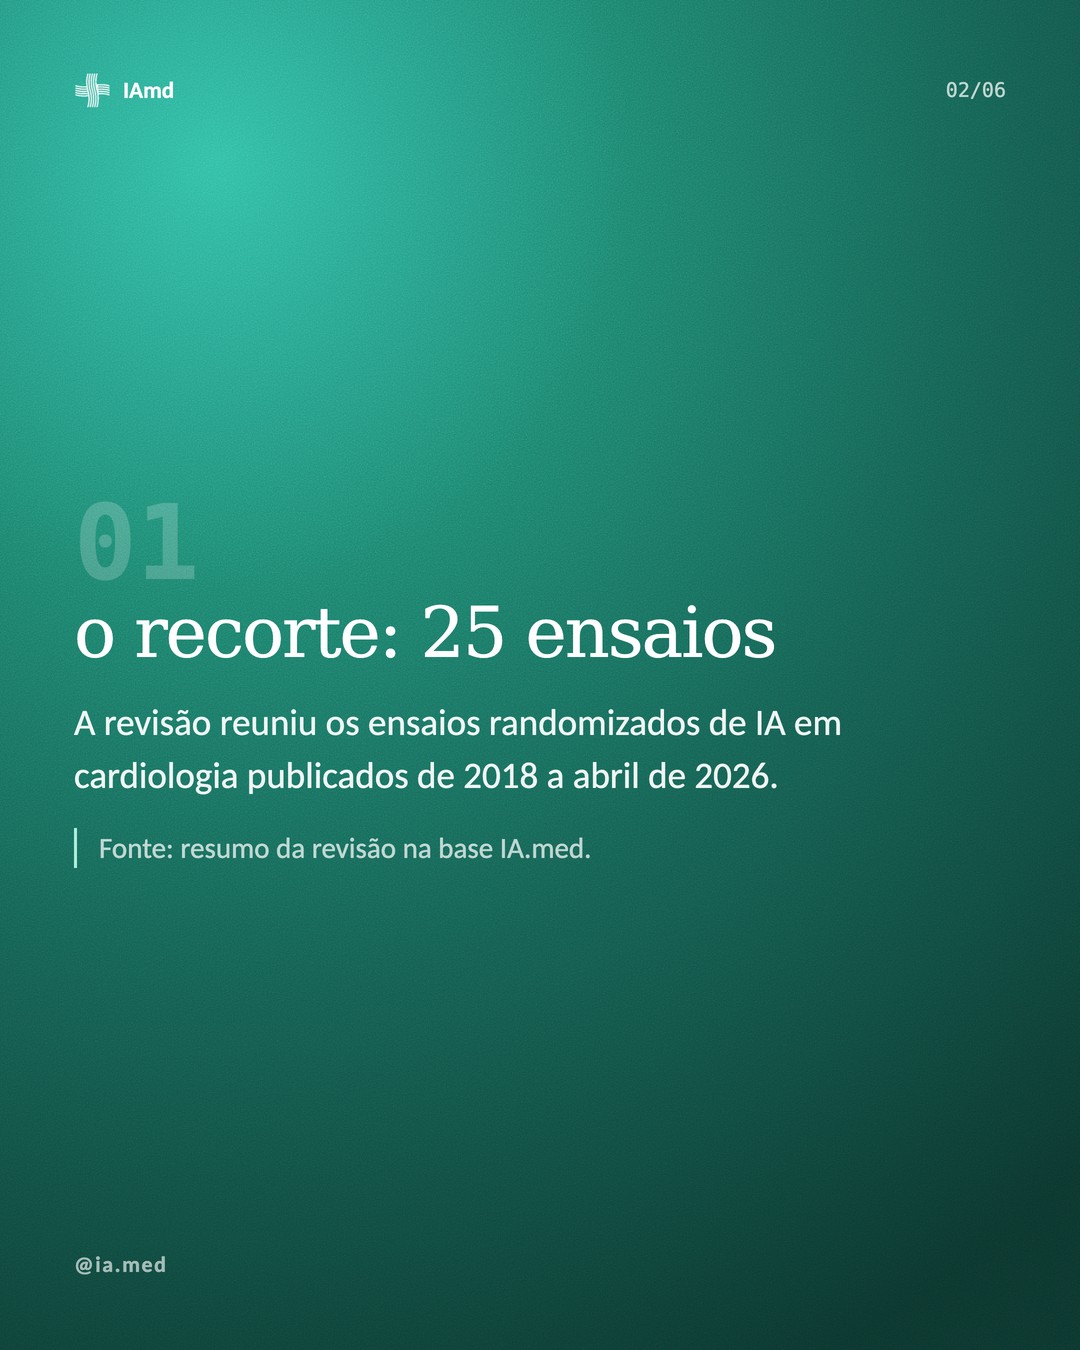 IAmd
02/06
01
o recorte: 25 ensaios
A revisão reuniu os ensaios randomizados de IA em
cardiologia publicados de 2018 a abril de 2026.
Fonte: resumo da revisão na base IA.med.
@ia.med